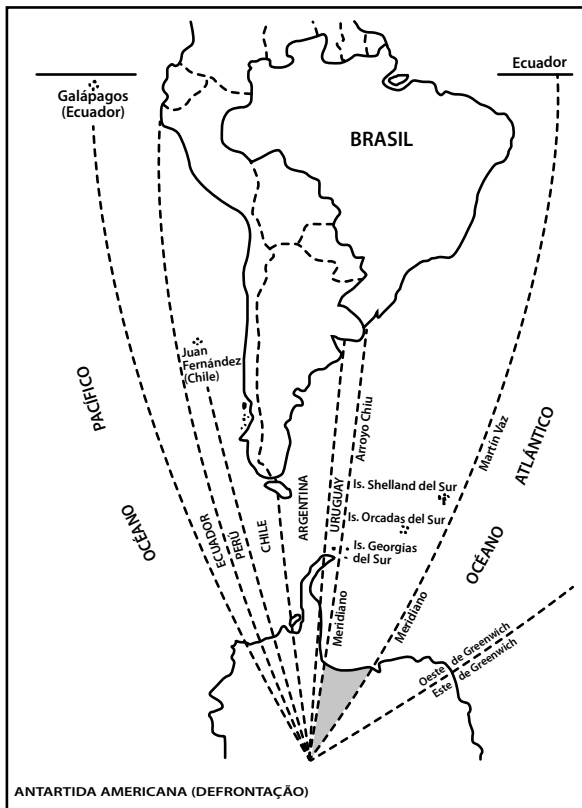 Ecuador
Galápagos
(Ecuador)
BRASIL
Juan
Fernández
(Chile)
PACÍFICO
OCÉANO
ECUADOR
PERÚ
CHILE
ARGENTINA
URUGUAY
Arroyo Chiu
Meridiano
Is. Shelland del Sur
Is. Orcadas del Sur
Is. Georgias
del Sur
Martín Vaz
Meridiano
ATLÁNTICO
OCÉANO
Oeste de Greenwich
Este de Greenwich
ANTARTIDA AMERICANA (DEFRONTAÇÃO)